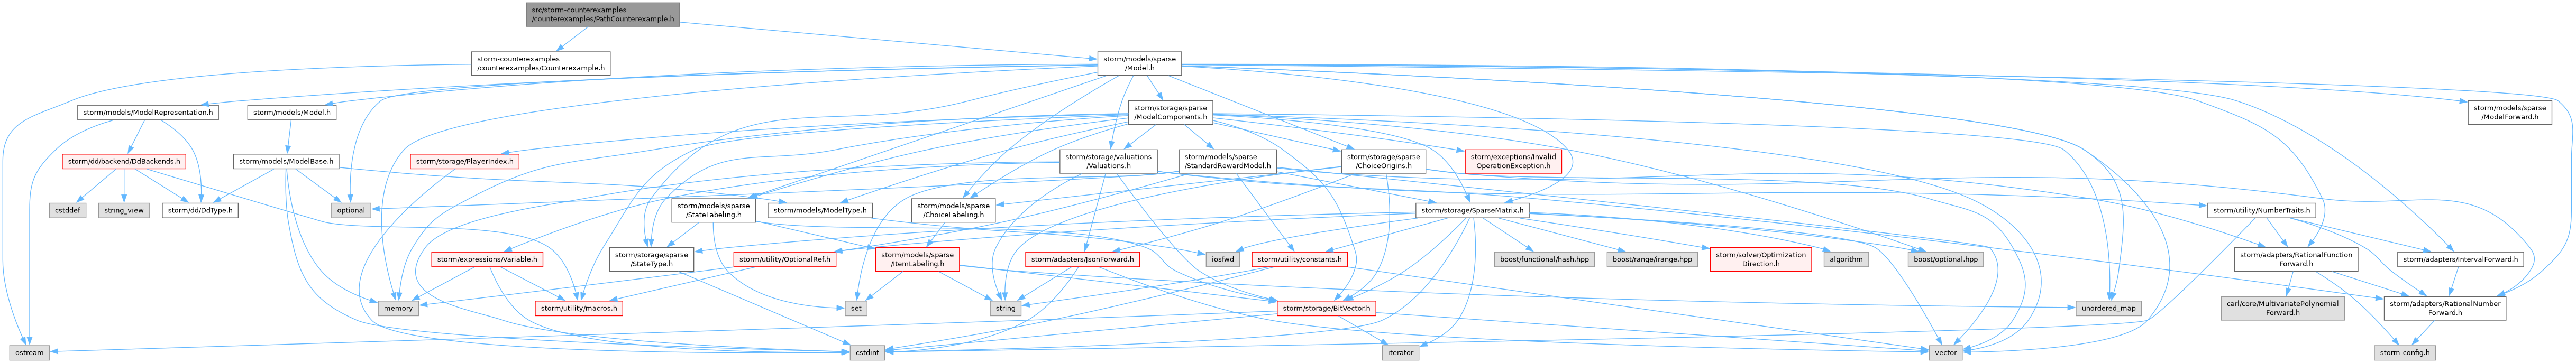 src/storm-counterexamples
/counterexamples/PathCounterexample.h
storm-counterexamples
/counterexamples/Counterexample.h
storm/models/sparse
/Model.h
storm/models/ModelRepresentation.h
storm/models/Model.h
storm/storage/sparse
/ModelComponents.h
storm/models/sparse
/ModelForward.h
storm/dd/backend/DdBackends.h
storm/models/ModelBase.h
storm/storage/PlayerIndex.h
storm/storage/valuations
/Valuations.h
storm/models/sparse
/StandardRewardModel.h
storm/storage/sparse
/ChoiceOrigins.h
storm/exceptions/Invalid
OperationException.h
cstddef
string_view
storm/dd/DdType.h
optional
storm/models/sparse
/StateLabeling.h
storm/models/ModelType.h
storm/models/sparse
/ChoiceLabeling.h
storm/storage/SparseMatrix.h
storm/utility/NumberTraits.h
storm/expressions/Variable.h
storm/storage/sparse
/StateType.h
storm/utility/OptionalRef.h
storm/models/sparse
/ItemLabeling.h
storm/adapters/JsonForward.h
iosfwd
storm/utility/constants.h
boost/functional/hash.hpp
boost/range/irange.hpp
storm/solver/Optimization
Direction.h
algorithm
boost/optional.hpp
storm/adapters/RationalFunction
Forward.h
storm/adapters/IntervalForward.h
memory
storm/utility/macros.h
set
string
storm/storage/BitVector.h
unordered_map
carl/core/MultivariatePolynomial
Forward.h
storm/adapters/RationalNumber
Forward.h
ostream
cstdint
iterator
vector
storm-config.h